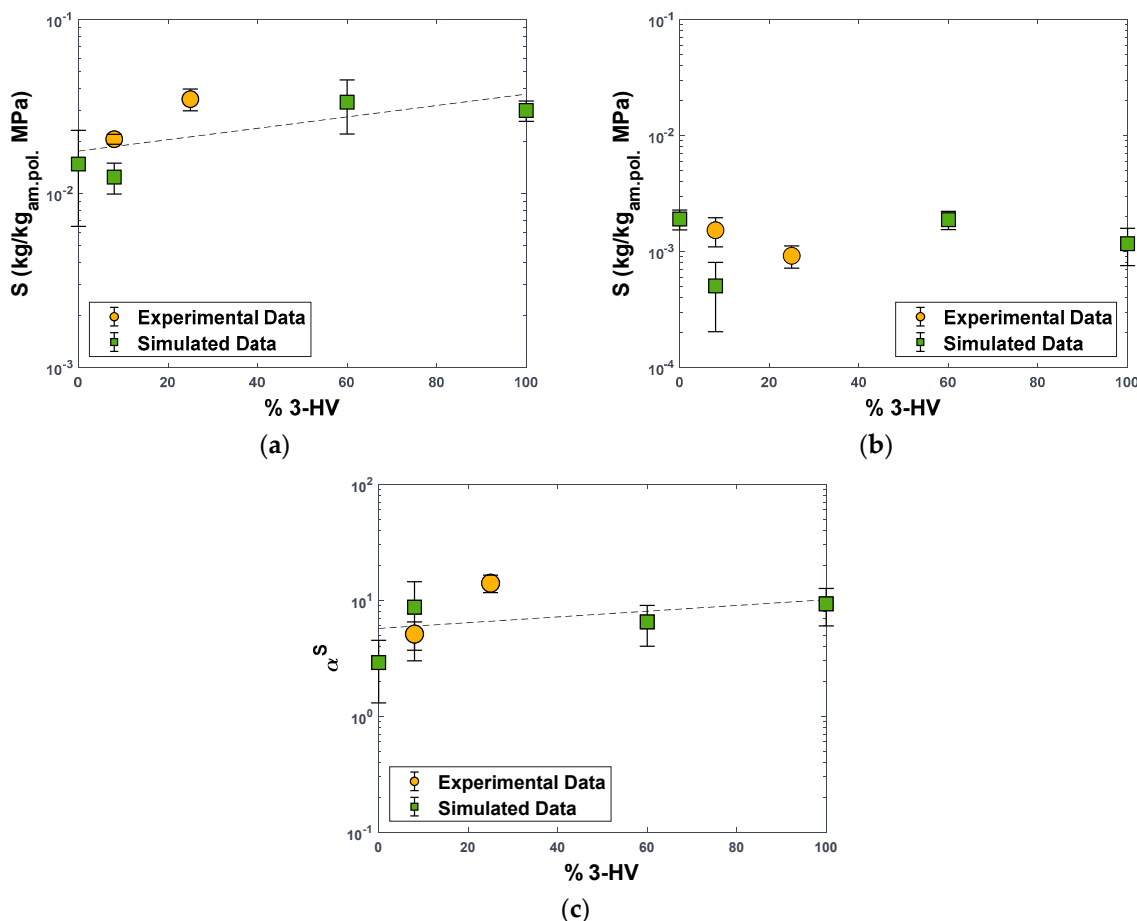 10^-1
10^-2
10^-3
S (kg/kg_am.pol. MPa)
Experimental Data
Simulated Data
0 20 40 60 80 100
% 3-HV
(a)
10^-1
10^-2
10^-3
10^-4
S (kg/kg_am.pol. MPa)
Experimental Data
Simulated Data
0 20 40 60 80 100
% 3-HV
(b)
10^2
10^1
10^0
10^-1
α^S
Experimental Data
Simulated Data
0 20 40 60 80 100
% 3-HV
(c)